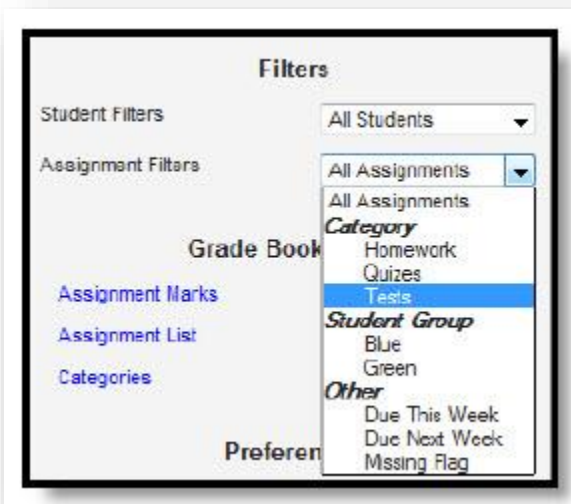 Filters
Student Filters All Students
Assignment Filters All Assignments
All Assignments
Category
Homework
Quizes
Tests
Student Group
Blue
Green
Other
Due This Week
Due Next Week
Missing Flag
Grade Book
Assignment Marks
Assignment List
Categories
Preferen